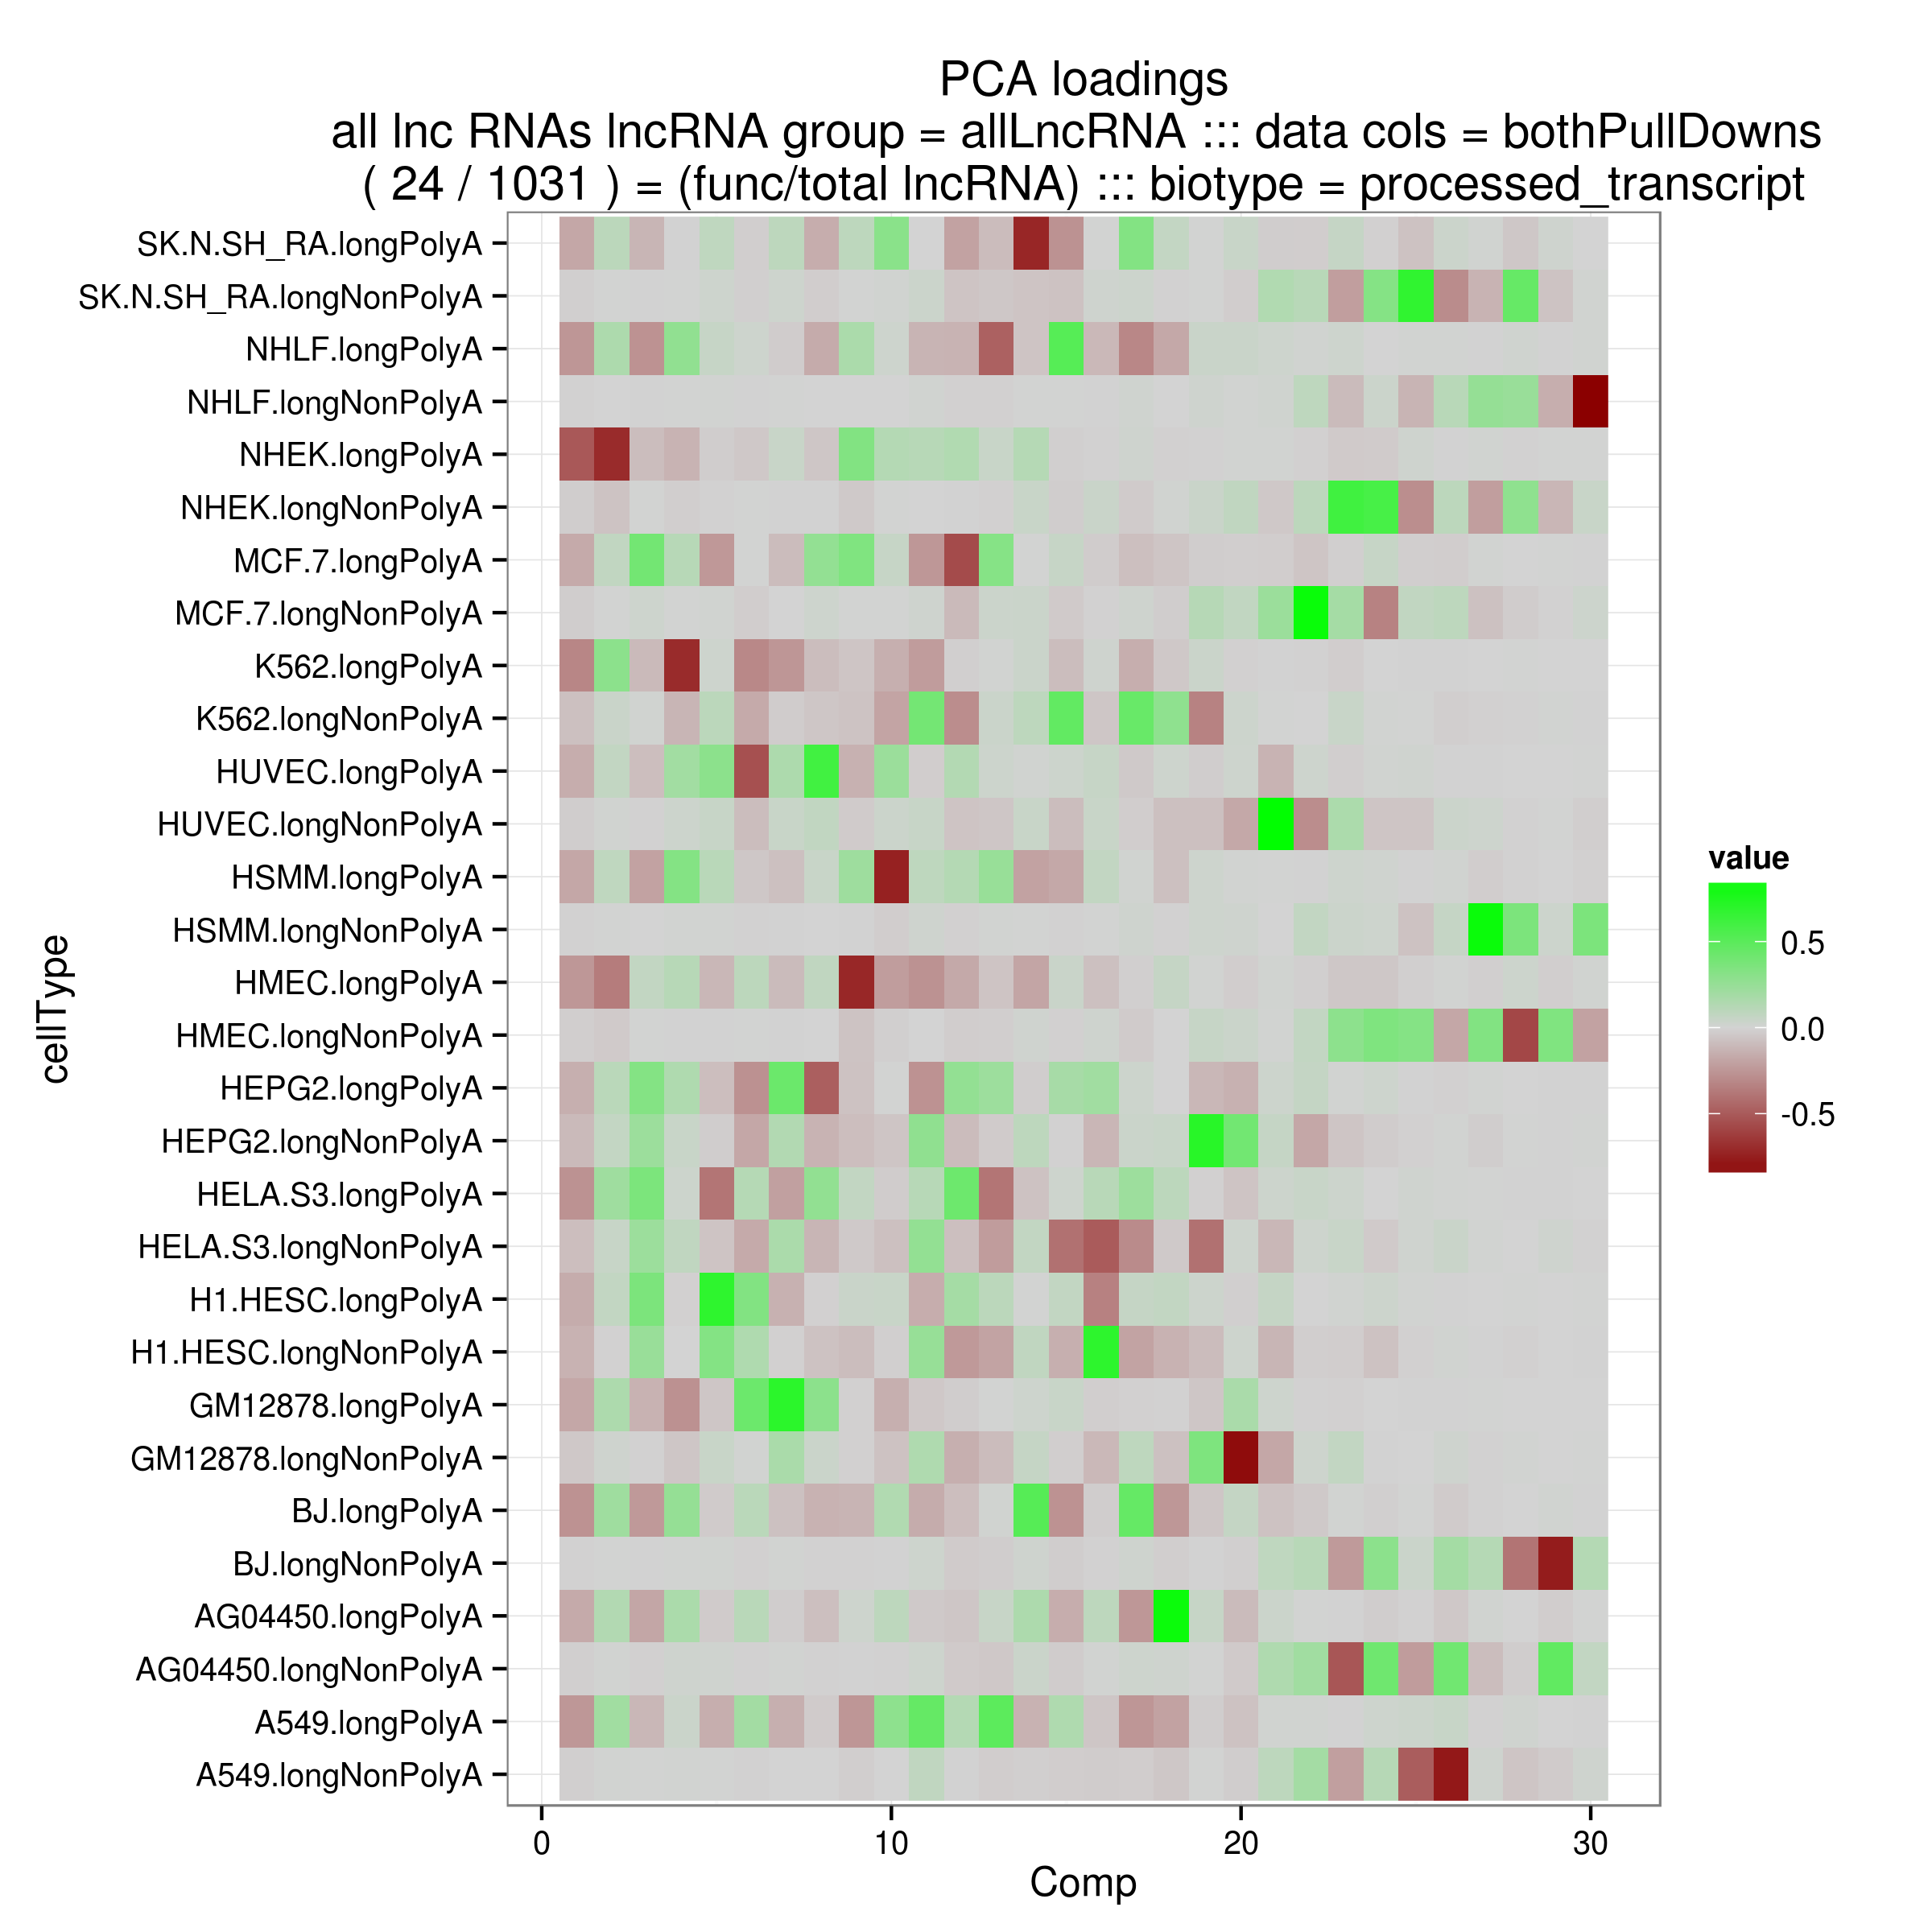 PCA loadings
all lnc RNAs lncRNA group = allLncRNA ::: data cols = bothPullDowns
( 24 / 1031 ) = (func/total lncRNA) ::: biotype = processed_transcript
SK.N.SH_RA.longPolyA
SK.N.SH_RA.longNonPolyA
NHLF.longPolyA
NHLF.longNonPolyA
NHEK.longPolyA
NHEK.longNonPolyA
MCF.7.longPolyA
MCF.7.longNonPolyA
K562.longPolyA
K562.longNonPolyA
HUVEC.longPolyA
HUVEC.longNonPolyA
HSMM.longPolyA
HSMM.longNonPolyA
HMEC.longPolyA
HMEC.longNonPolyA
HEPG2.longPolyA
HEPG2.longNonPolyA
HELA.S3.longPolyA
HELA.S3.longNonPolyA
H1.HESC.longPolyA
H1.HESC.longNonPolyA
GM12878.longPolyA
GM12878.longNonPolyA
BJ.longPolyA
BJ.longNonPolyA
AG04450.longPolyA
AG04450.longNonPolyA
A549.longPolyA
A549.longNonPolyA
cellType
0 10 20 30
Comp
value
0.5
0.0
-0.5